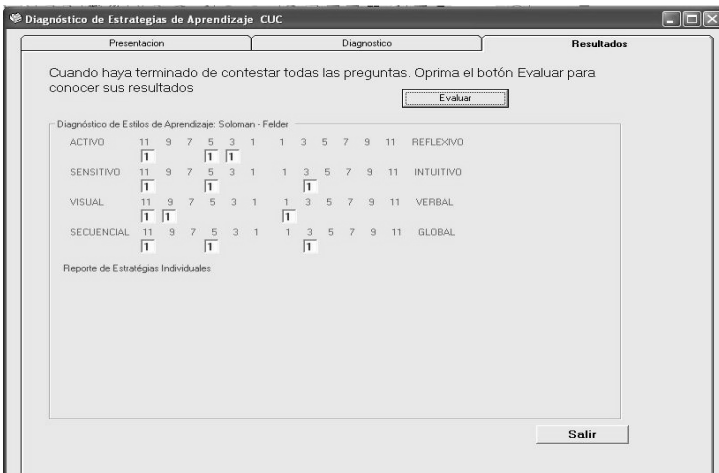 Diagnóstico de Estrategias de Aprendizaje CUC
Presentacion Diagnostico Resultados
Cuando haya terminado de contestar todas las preguntas. Oprima el botón Evaluar para
conocer sus resultados
Evaluar
Diagnóstico de Estilos de Aprendizaje: Soloman - Felder
ACTIVO 11 9 7 5 3 1 1 3 5 7 9 11 REFLEXIVO
1 1 1
SENSITIVO 11 9 7 5 3 1 1 3 5 7 9 11 INTUITIVO
1 1 1
VISUAL 11 9 7 5 3 1 1 3 5 7 9 11 VERBAL
1 1 1
SECUENCIAL 11 9 7 5 3 1 1 3 5 7 9 11 GLOBAL
1 1 1
Reporte de Estratégias Individuales
Salir